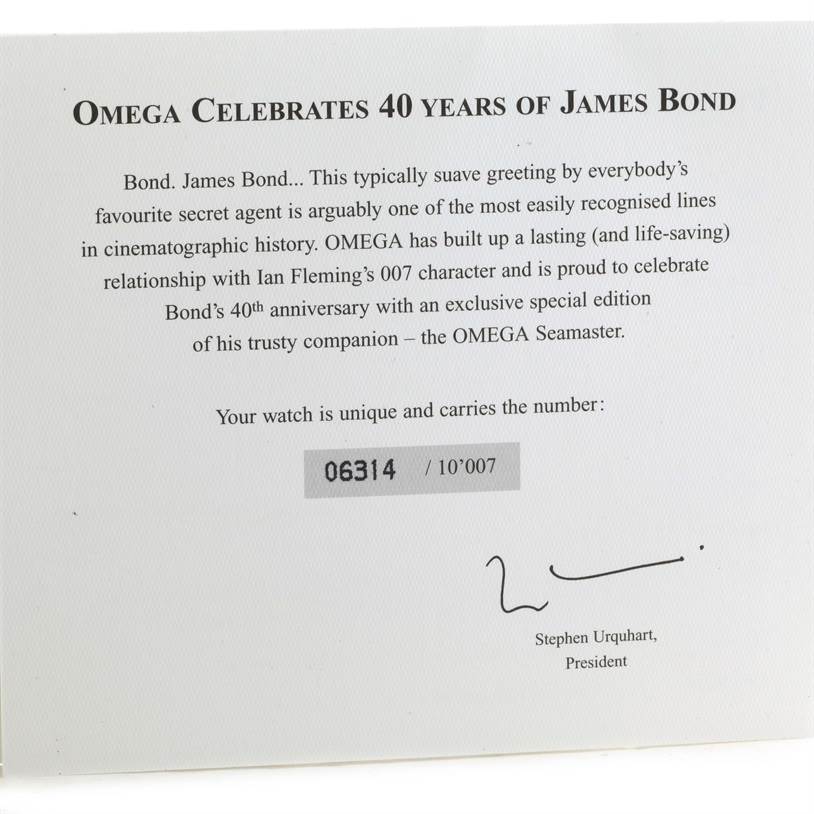 OMEGA CELEBRATES 40 YEARS OF JAMES BOND
Bond. James Bond... This typically suave greeting by everybody's
favourite secret agent is arguably one of the most easily recognised lines
in cinematographic history. OMEGA has built up a lasting (and life-saving)
relationship with Ian Fleming's 007 character and is proud to celebrate
Bond's 40th anniversary with an exclusive special edition
of his trusty companion – the OMEGA Seamaster.
Your watch is unique and carries the number:
06314 / 10'007
Stephen Urquhart,
President